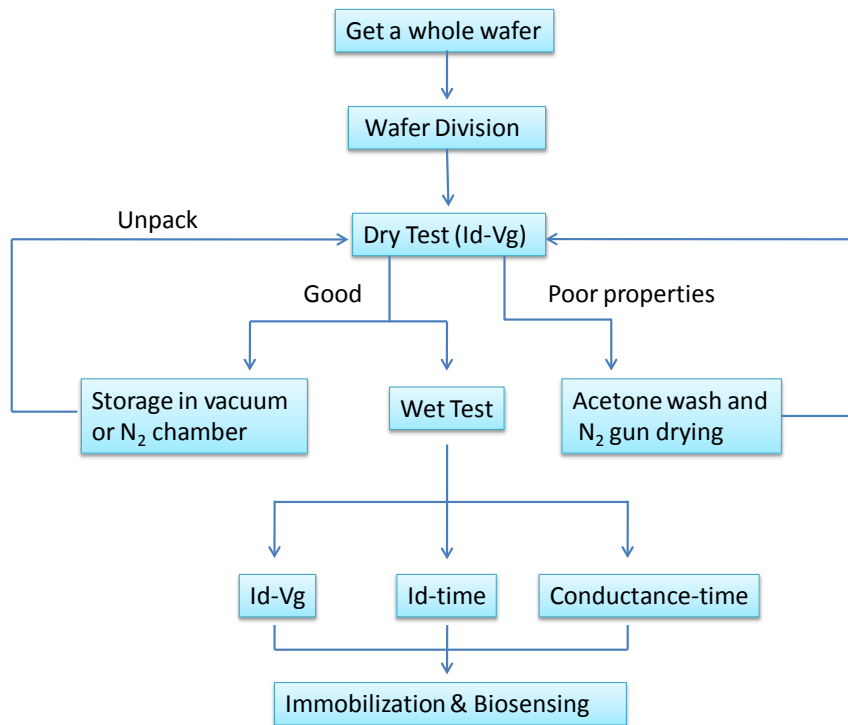 Get a whole wafer
Wafer Division
Unpack
Dry Test (Id-Vg)
Good
Poor properties
Storage in vacuum
or N₂ chamber
Wet Test
Acetone wash and
N₂ gun drying
Id-Vg
Id-time
Conductance-time
Immobilization & Biosensing